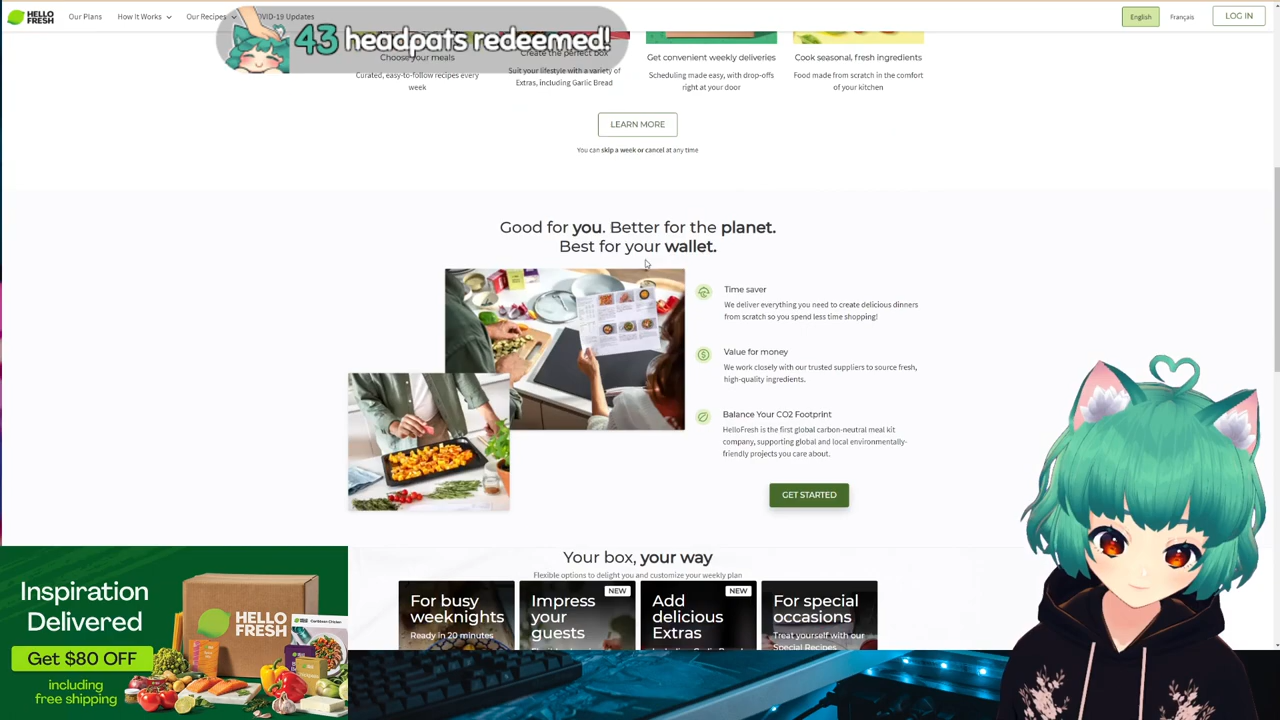 HELLO
FRESH
Our Plans
How It Works
Our Recipes
OVID-19 Updates
English
Français
LOG IN
43 headpats redeemed!
Choose your meals
Curated, easy-to-follow recipes every
week
Create the perfect box
Suit your lifestyle with a variety of
Extras, including Garlic Bread
Get convenient weekly deliveries
Scheduling made easy, with drop-offs
right at your door
Cook seasonal, fresh ingredients
Food made from scratch in the comfort
of your kitchen
LEARN MORE
You can skip a week or cancel at any time
Good for you. Better for the planet.
Best for your wallet.
Time saver
We deliver everything you need to create delicious dinners
from scratch so you spend less time shopping!
Value for money
We work closely with our trusted suppliers to source fresh,
high-quality ingredients.
Balance Your CO2 Footprint
HelloFresh is the first global carbon-neutral meal kit
company, supporting global and local environmentally-
friendly projects you care about.
GET STARTED
Your box, your way
Flexible options to delight you and customize your weekly plan
For busy
weeknights
Ready in 20 minutes
NEW
Impress
your
guests
NEW
Add
delicious
Extras
For special
occasions
Treat yourself with our
Special Recipes
Inspiration
Delivered
Get $80 OFF
including
free shipping
HELLO
FRESH